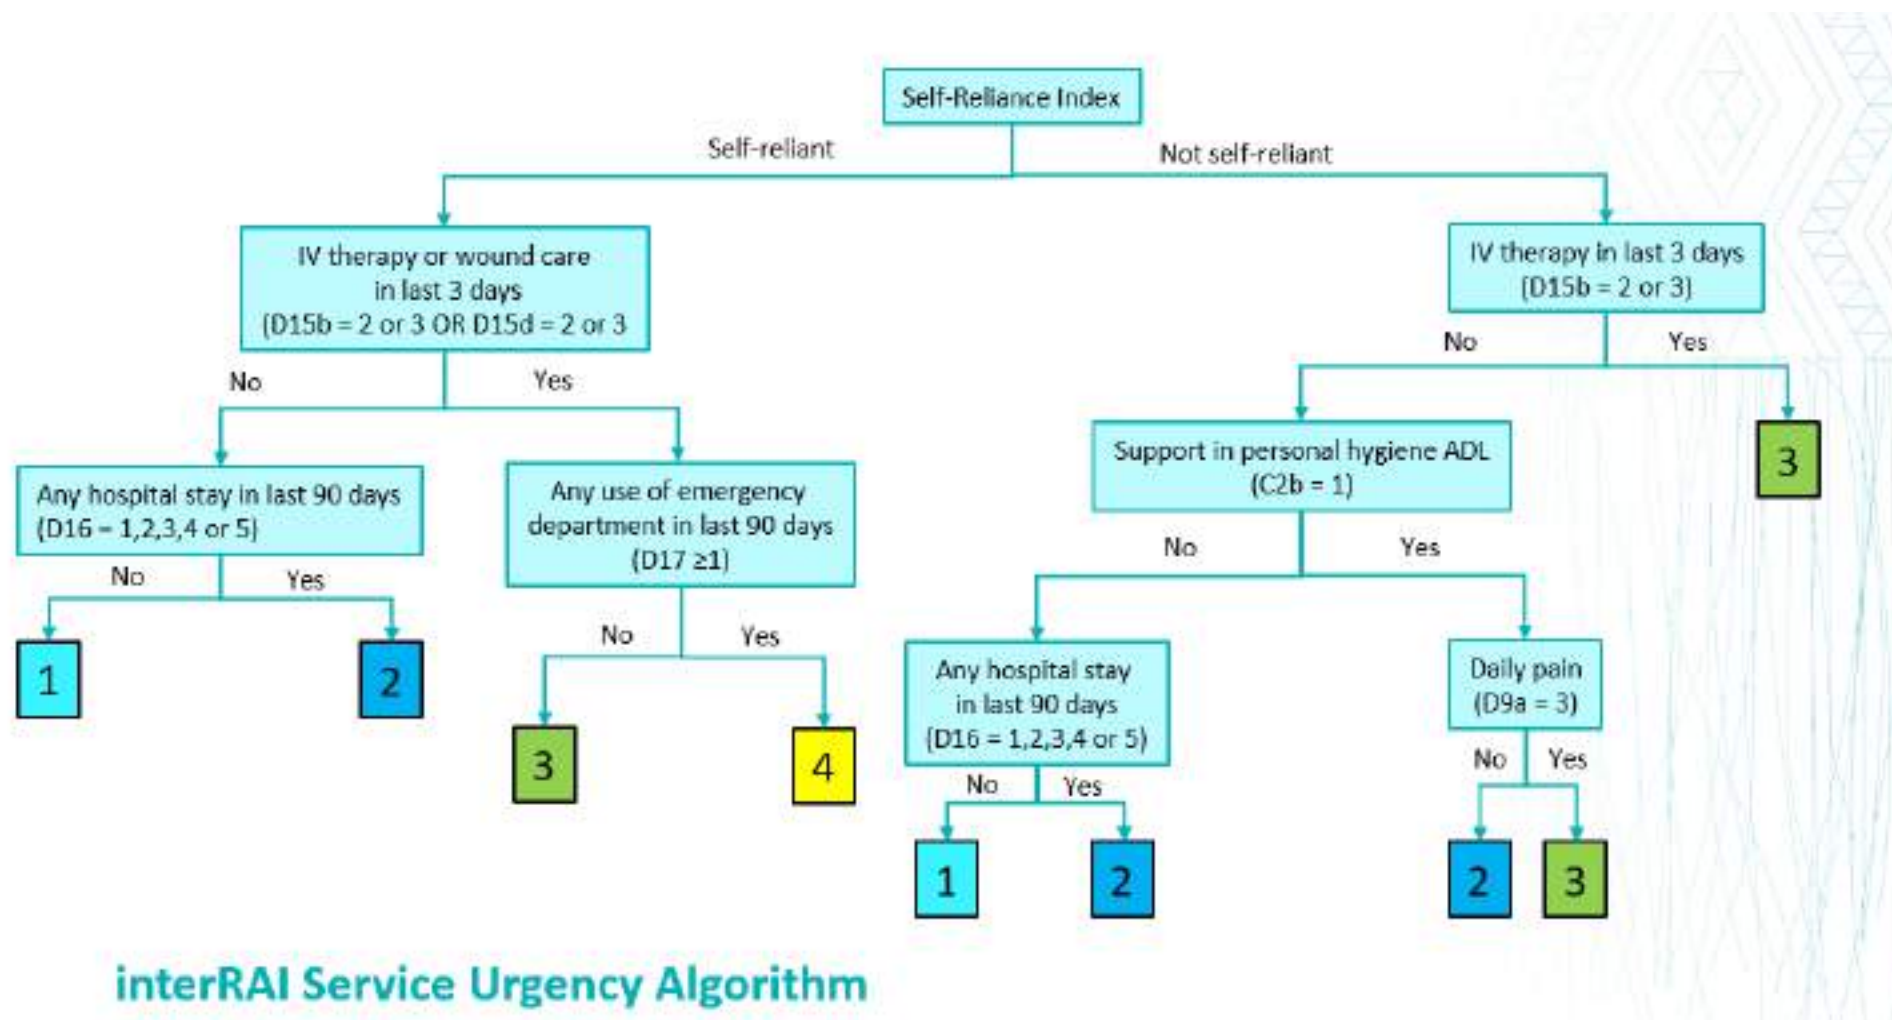 Self-Reliance Index
Self-reliant
Not self-reliant
IV therapy or wound care
in last 3 days
(D15b = 2 or 3 OR D15d = 2 or 3
IV therapy in last 3 days
(D15b = 2 or 3)
No
Yes
No
Yes
Any hospital stay in last 90 days
(D16 = 1,2,3,4 or 5)
Any use of emergency
department in last 90 days
(D17 ≥1)
Support in personal hygiene ADL
(C2b = 1)
3
No
Yes
No
Yes
No
Yes
1
2
3
4
Any hospital stay
in last 90 days
(D16 = 1,2,3,4 or 5)
Daily pain
(D9a = 3)
No
Yes
No
Yes
1
2
2
3
interRAI Service Urgency Algorithm